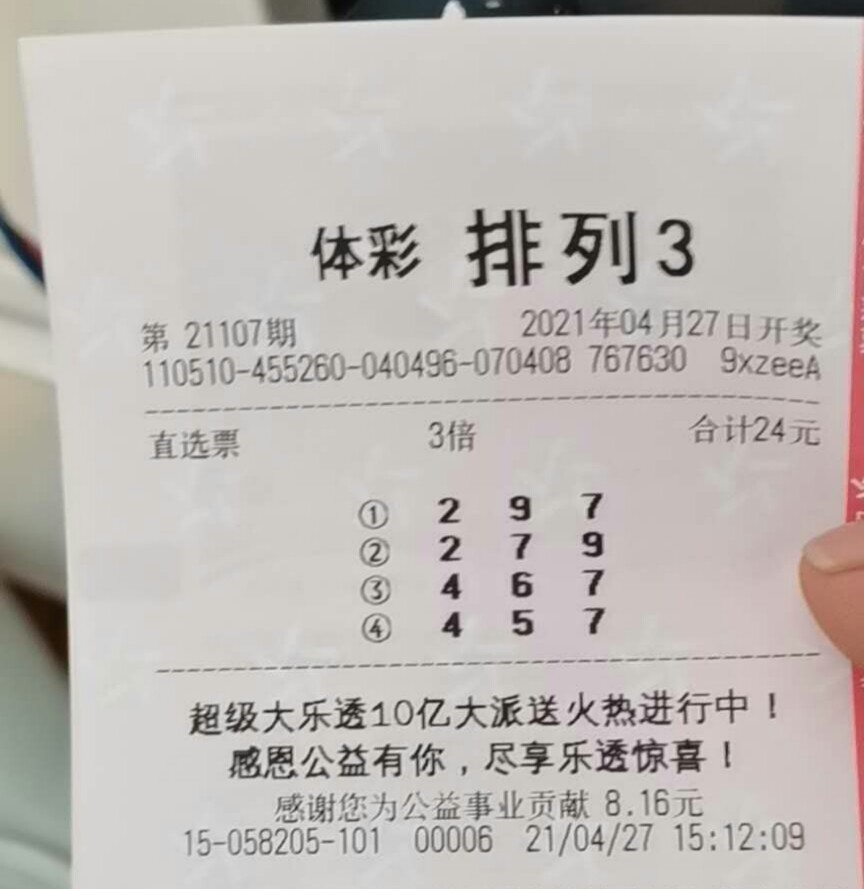 体彩 排列3
第 21107期 2021年04月27日开奖
110510-455260-040496-070408 767630 9xzeeA
直选票 3倍 合计24元
① 2 9 7
② 2 7 9
③ 4 6 7
④ 4 5 7
超级大乐透10亿大派送火热进行中！
感恩公益有你，尽享乐透惊喜！
感谢您为公益事业贡献 8.16元
15-058205-101 00006 21/04/27 15:12:09